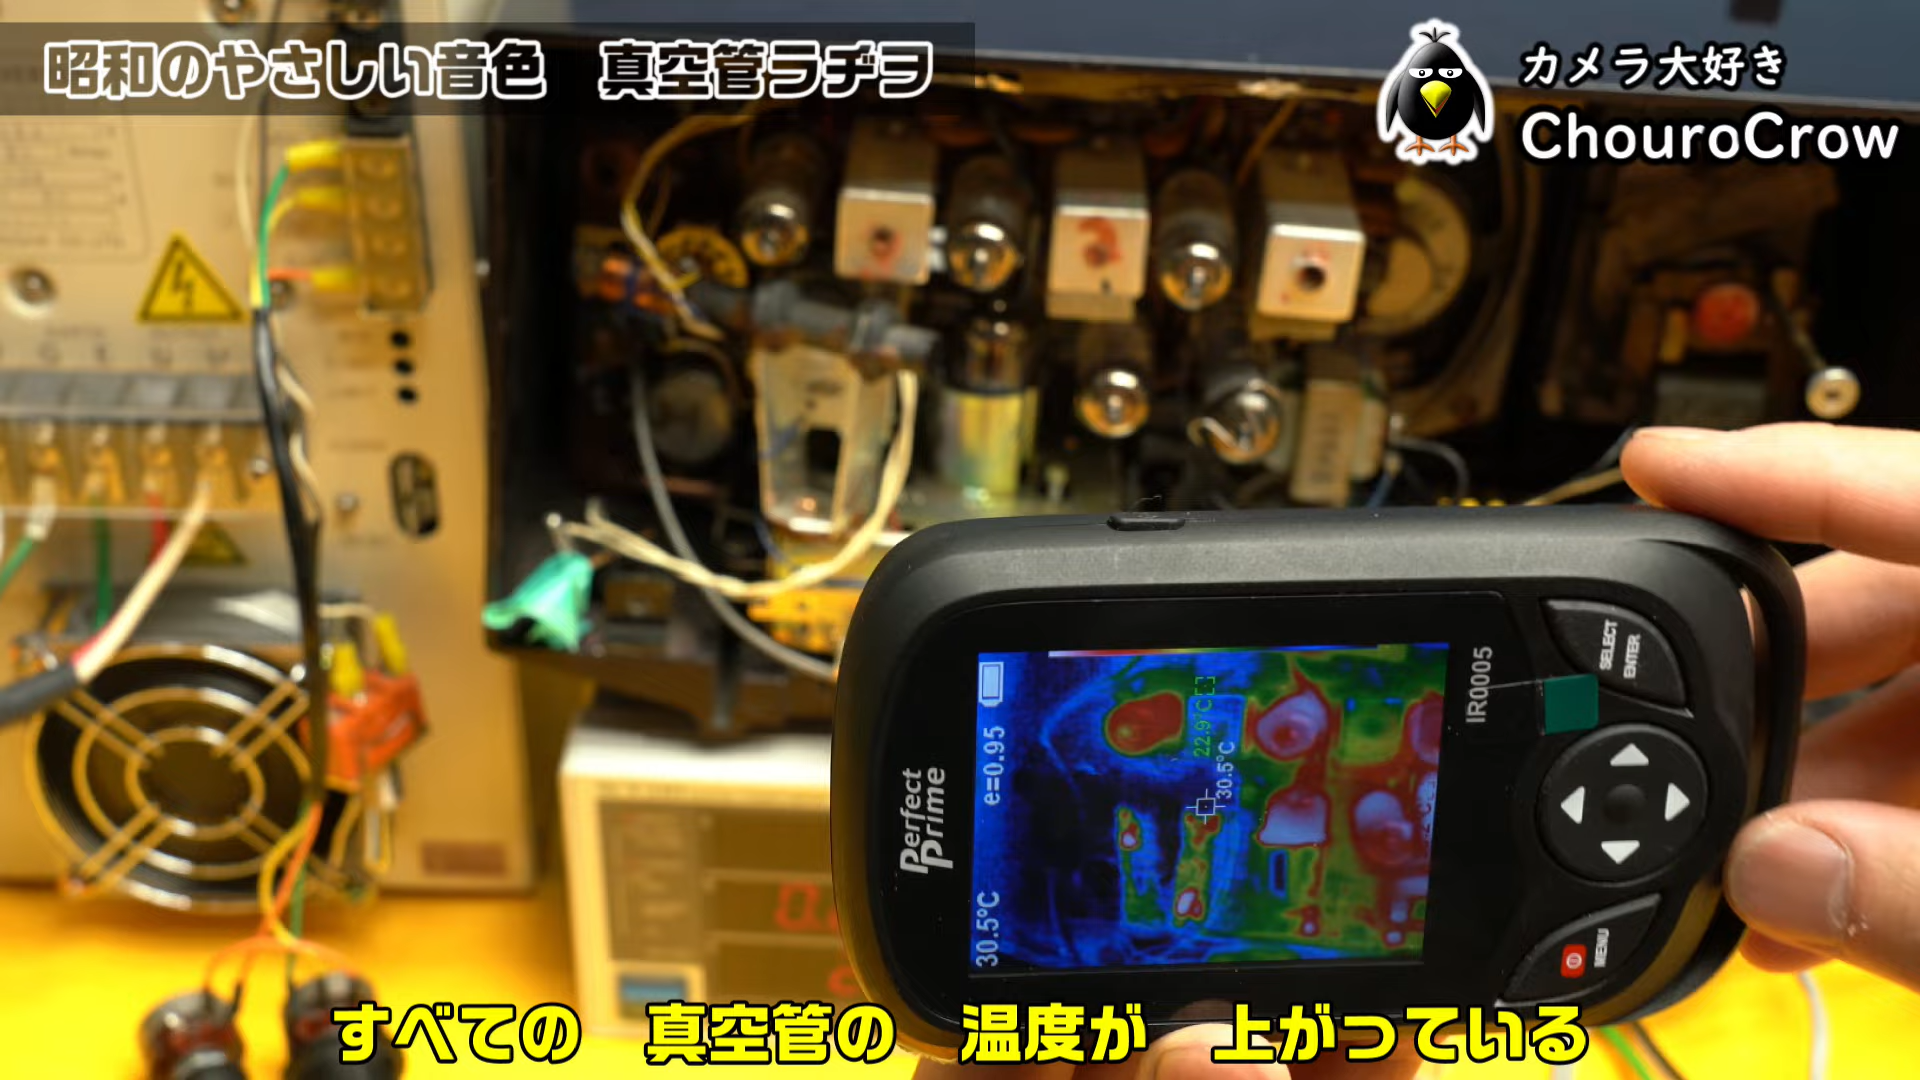 昭和のやさしい音色　真空管ラヂヲ
カメラ大好き
ChouroCrow
SELECT
ENTER
IR0005
22.9°C
30.5°C
e=0.95
30.5°C
Perfect
Prime
MENU
すべての　真空管の　温度が　上がっている